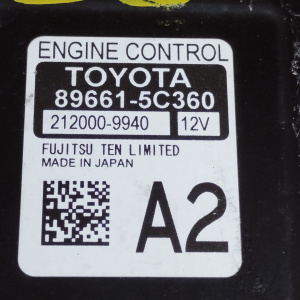 ENGINE CONTROL
TOYOTA
89661-5C360
212000-9940 12V
FUJITSU TEN LIMITED
MADE IN JAPAN
A2